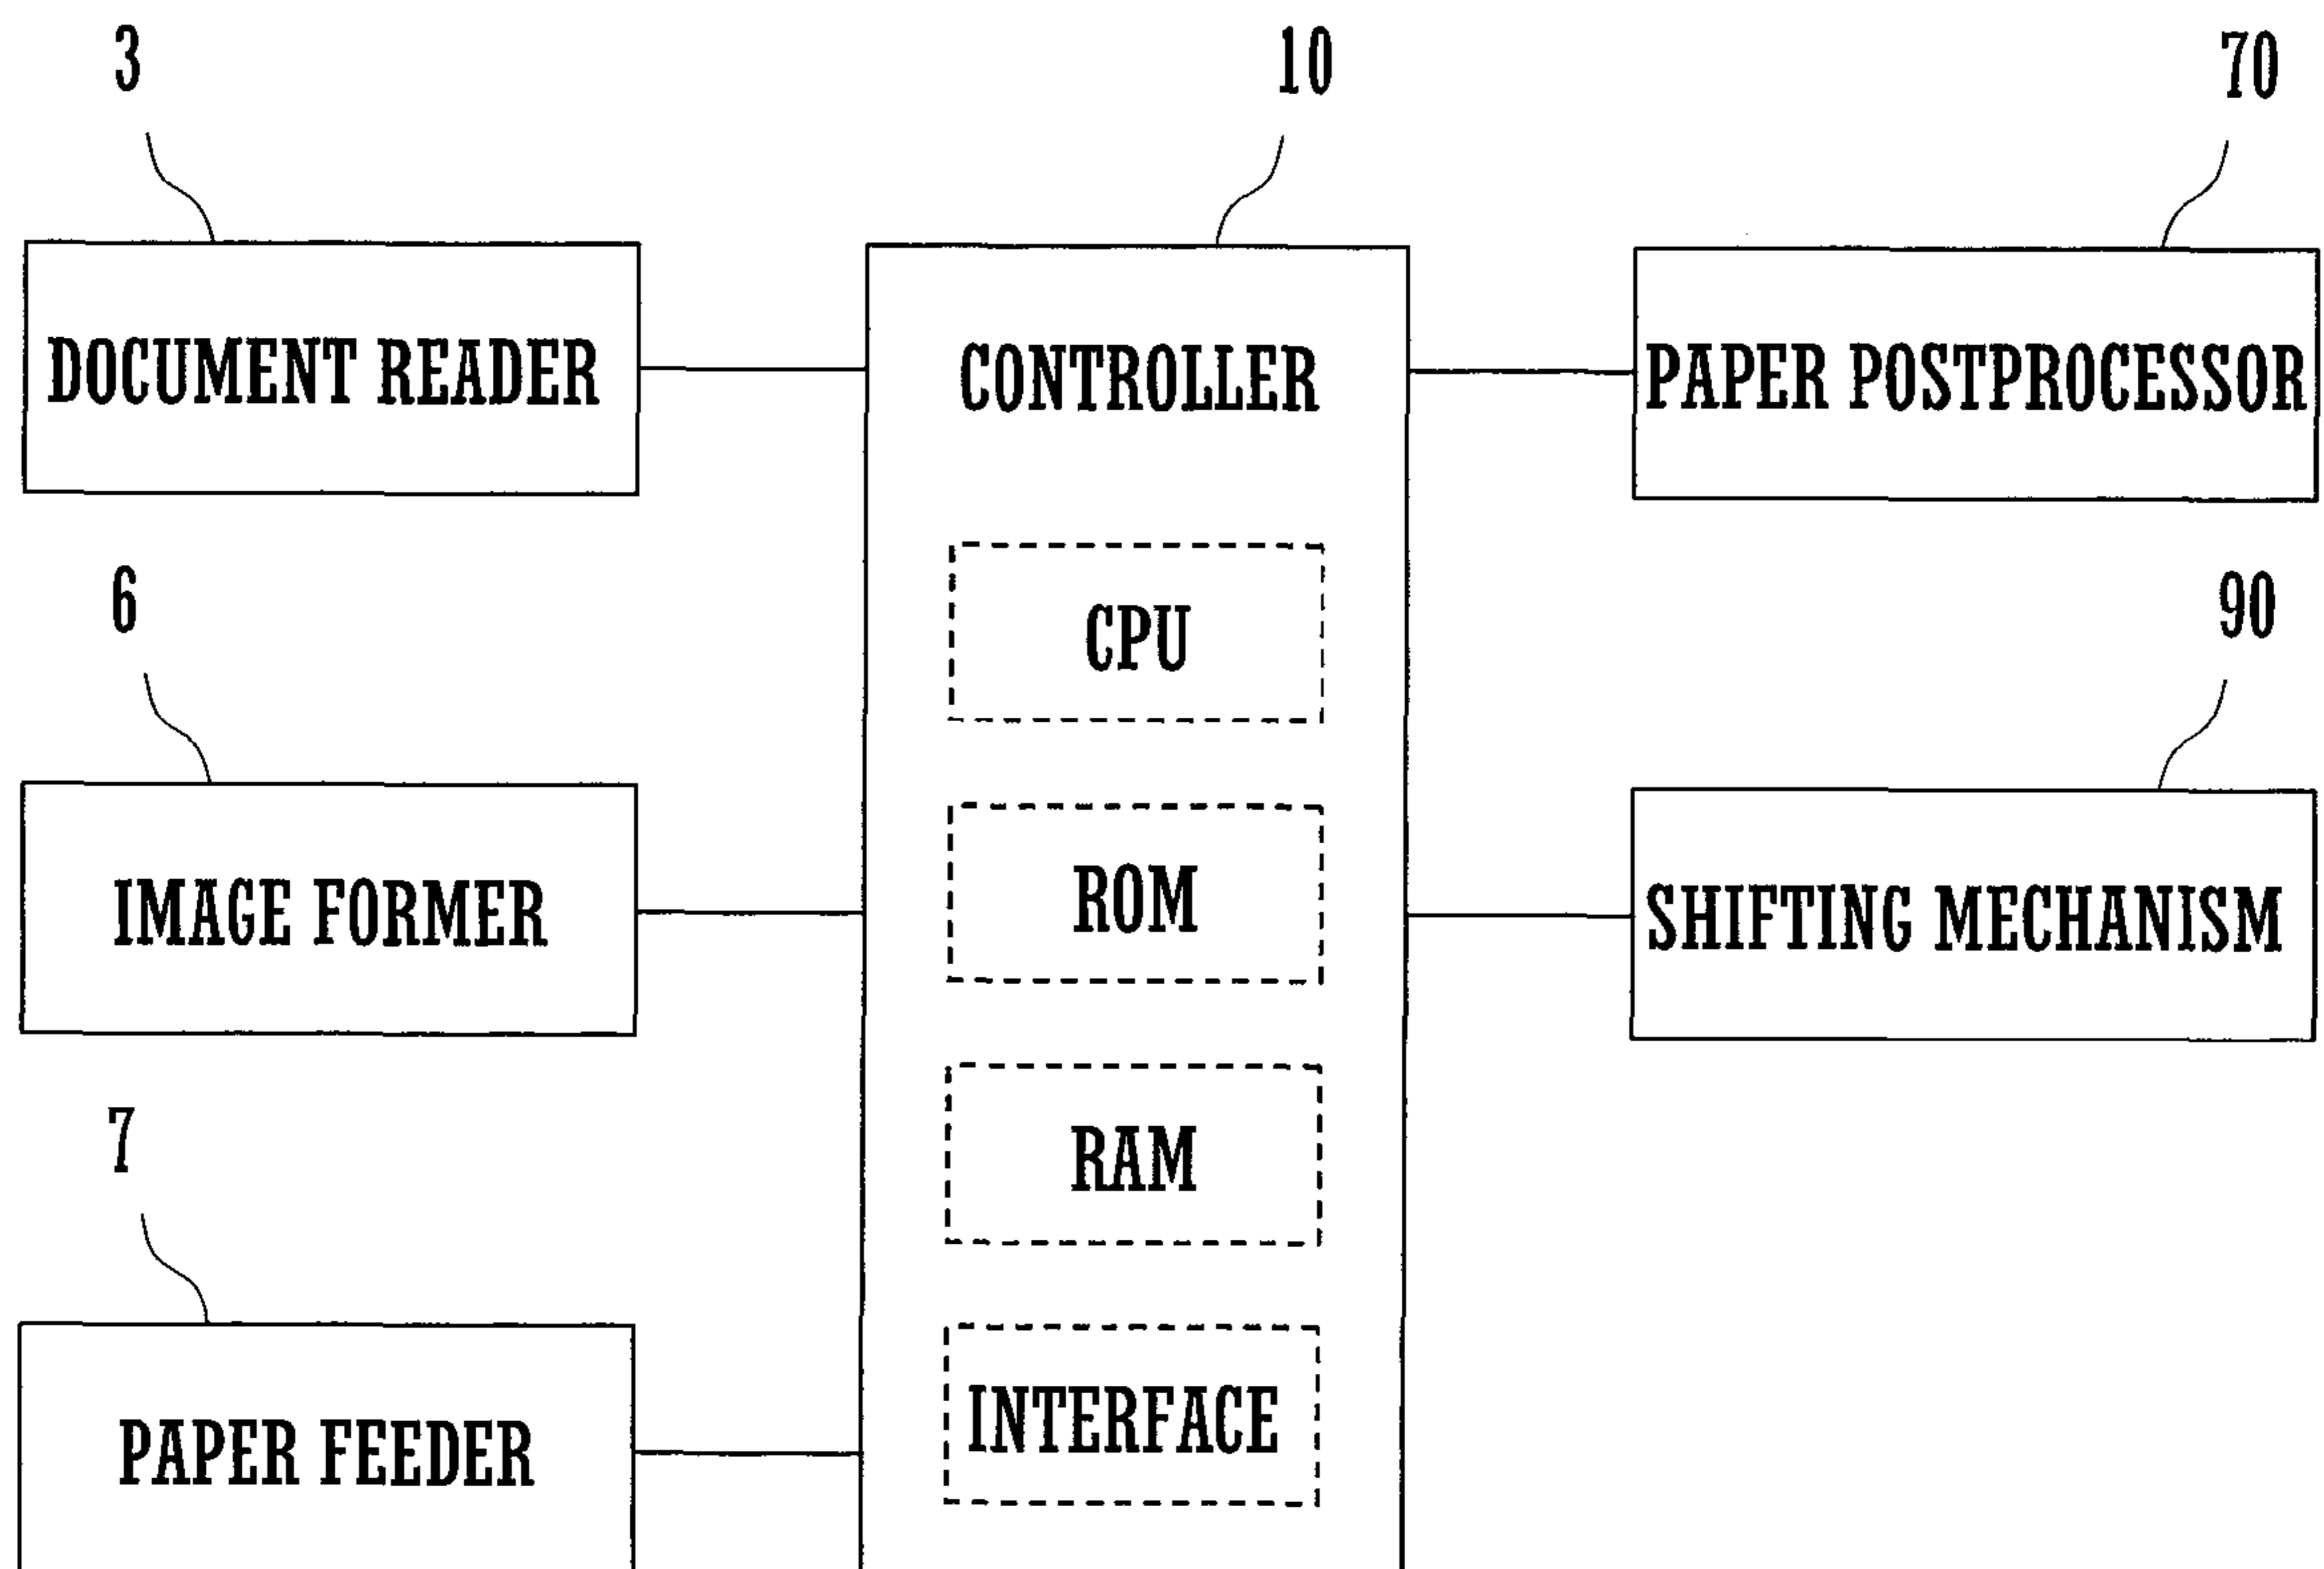 3
10
70
DOCUMENT READER
CONTROLLER
PAPER POSTPROCESSOR
CPU
6
90
IMAGE FORMER
ROM
SHIFTING MECHANISM
RAM
7
INTERFACE
PAPER FEEDER